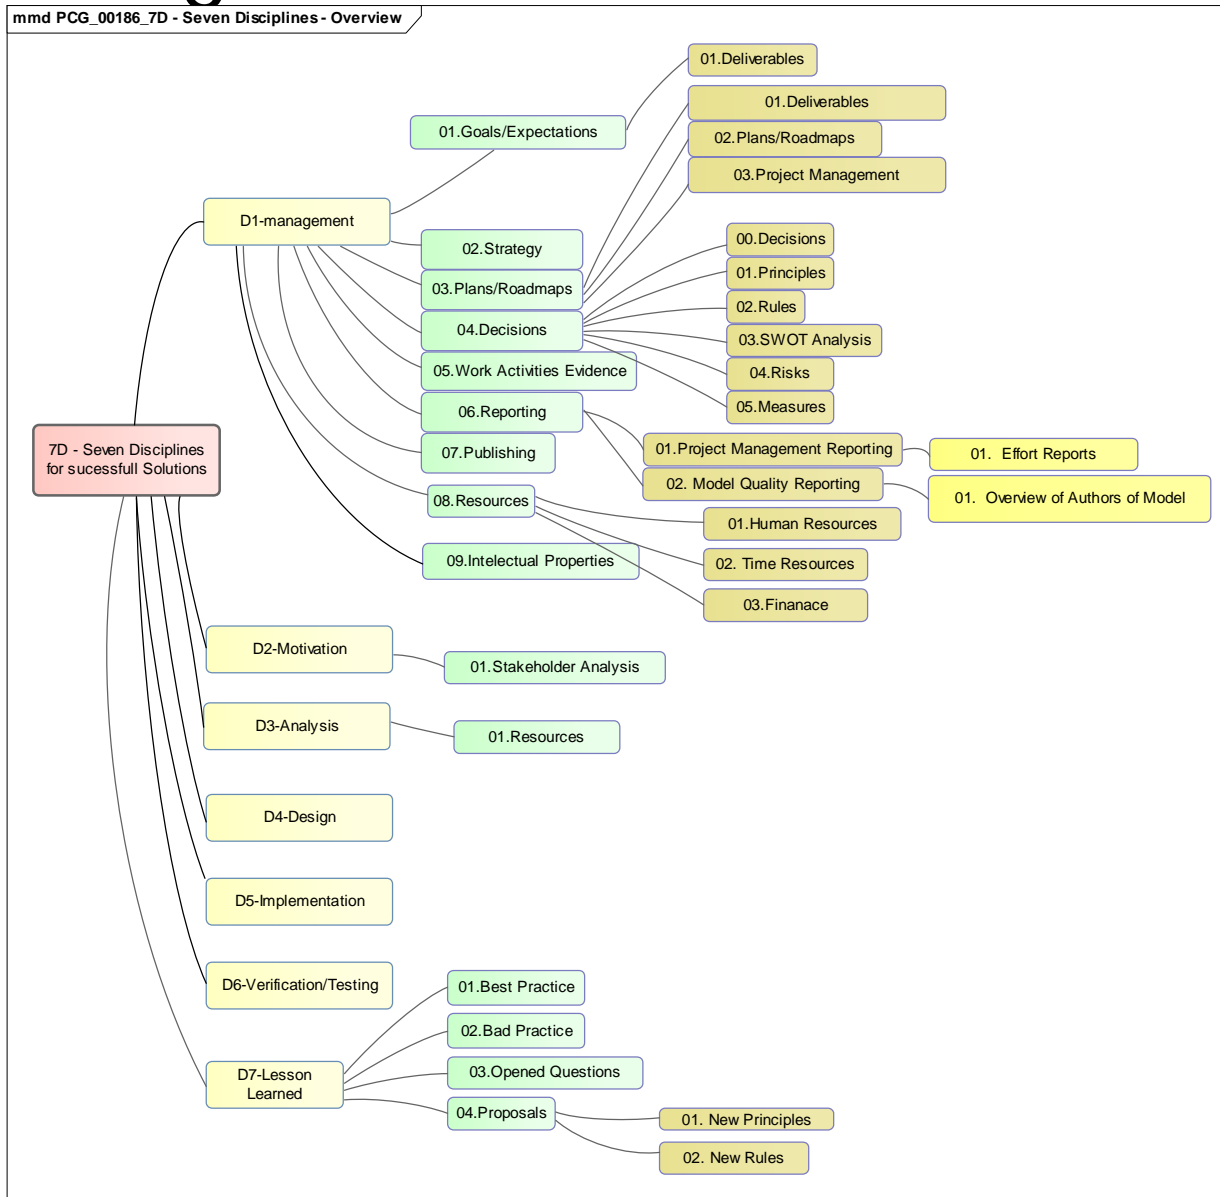 mmd PCG_00186_7D - Seven Disciplines - Overview
7D - Seven Disciplines
for sucessfull Solutions
D1-management
01.Goals/Expectations
01.Deliverables
02.Strategy
03.Plans/Roadmaps
01.Deliverables
02.Plans/Roadmaps
03.Project Management
04.Decisions
00.Decisions
01.Principles
02.Rules
03.SWOT Analysis
04.Risks
05.Measures
05.Work Activities Evidence
06.Reporting
01.Project Management Reporting
01. Effort Reports
02. Model Quality Reporting
01. Overview of Authors of Model
07.Publishing
08.Resources
01.Human Resources
02. Time Resources
03.Finanace
09.Intelectual Properties
D2-Motivation
01.Stakeholder Analysis
D3-Analysis
01.Resources
D4-Design
D5-Implementation
D6-Verification/Testing
D7-Lesson
Learned
01.Best Practice
02.Bad Practice
03.Opened Questions
04.Proposals
01. New Principles
02. New Rules